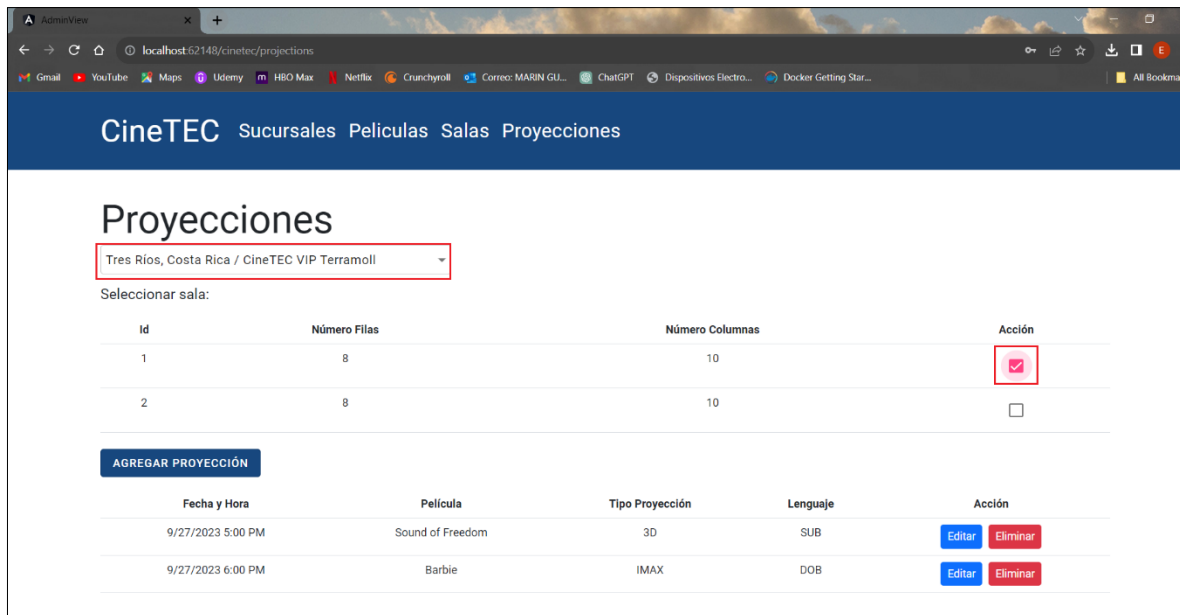 AdminView
localhost:62148/cinetec/projections
Gmail YouTube Maps Udemy HBO Max Netflix Crunchyroll Correo: MARIN GU... ChatGPT Dispositivos Electro... Docker Getting Star... All Bookma
CineTEC Sucursales Peliculas Salas Proyecciones
Proyecciones
Tres Ríos, Costa Rica / CineTEC VIP Terramoll
Seleccionar sala:
Id Número Filas Número Columnas Acción
1 8 10
2 8 10
AGREGAR PROYECCIÓN
Fecha y Hora Película Tipo Proyección Lenguaje Acción
9/27/2023 5:00 PM Sound of Freedom 3D SUB Editar Eliminar
9/27/2023 6:00 PM Barbie IMAX DOB Editar Eliminar